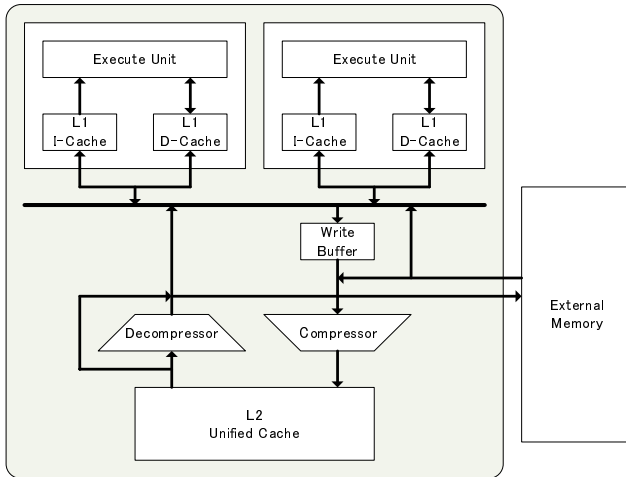 Execute Unit
L1
I-Cache
L1
D-Cache
Execute Unit
L1
I-Cache
L1
D-Cache
Write
Buffer
External
Memory
Decompressor
Compressor
L2
Unified Cache